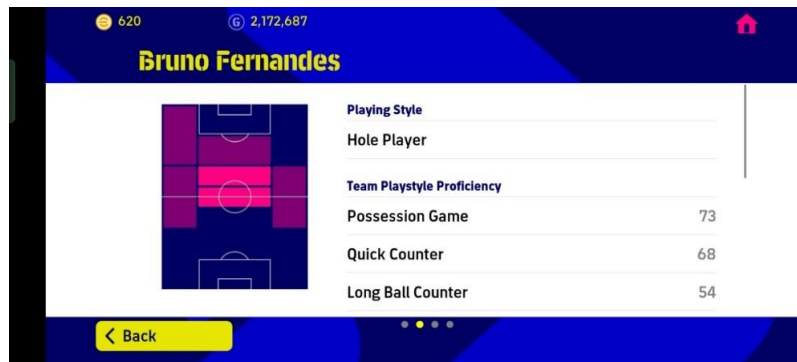 620 G 2,172,687
Bruno Fernandes
Playing Style
Hole Player
Team Playstyle Proficiency
Possession Game 73
Quick Counter 68
Long Ball Counter 54
Back